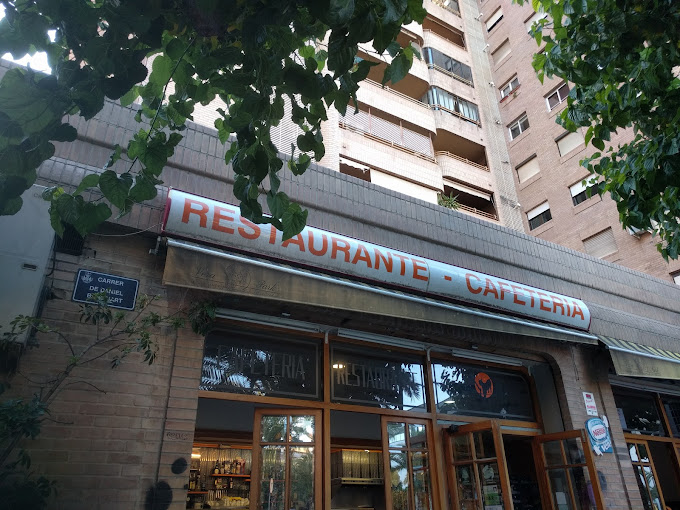 RESTAURANTE - CAFETERIA
CARRER
DE DANIEL
CAFETERIA
RESTAURANTE